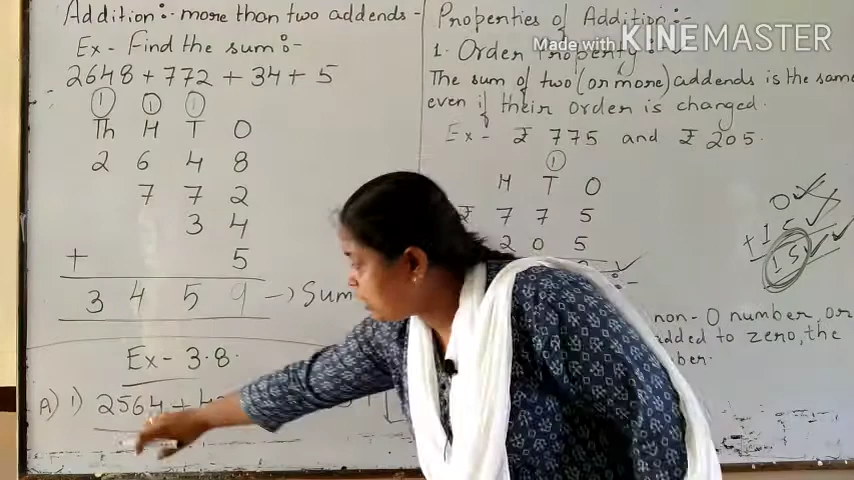 Addition :- more than two addends -
Ex - Find the sum :-
2648 + 772 + 34 + 5
1 1 1
Th H T O
2 6 4 8
7 7 2
3 4
+ 5
3 4 5 9 -> Sum
Ex - 3.8.
A) 1) 2564 +
Properties of Addition :-
1. Order Property :-
Made with KINEMASTER
The sum of two (or more) addends is the same
even if their order is changed.
Ex - ₹ 775 and ₹ 205.
1
H T O
₹ 7 7 5
2 0 5
non-0 number, or
added to zero, the
0
+ 15
15